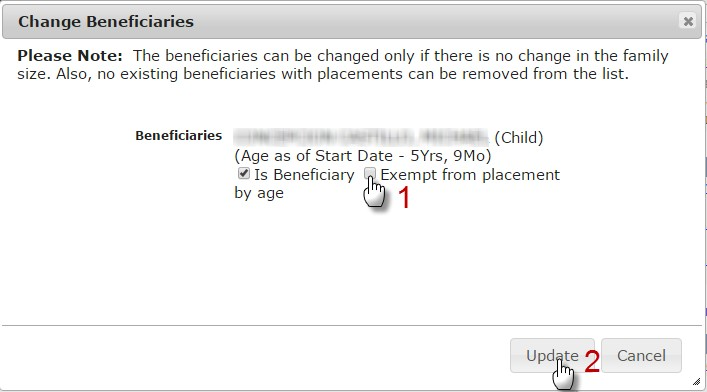 Change Beneficiaries
Please Note: The beneficiaries can be changed only if there is no change in the family
size. Also, no existing beneficiaries with placements can be removed from the list.
Beneficiaries (Child)
(Age as of Start Date - 5Yrs, 9Mo)
Is Beneficiary Exempt from placement
by age
1
Update 2 Cancel